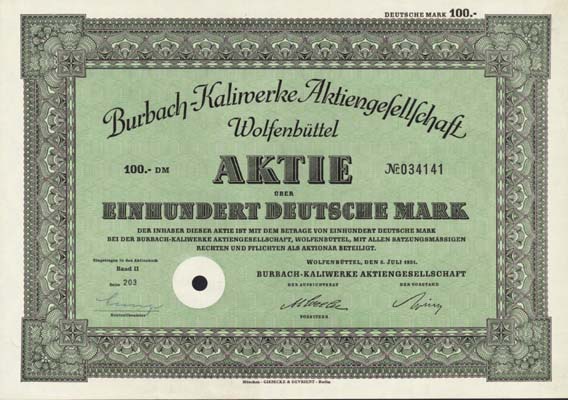 DEUTSCHE MARK 100.-
Burbach-Kaliwerke Aktiengesellschaft
Wolfenbüttel
100.- DM AKTIE № 034141
ÜBER
EINHUNDERT DEUTSCHE MARK
DER INHABER DIESER AKTIE IST MIT DEM BETRAGE VON EINHUNDERT DEUTSCHE MARK
BEI DER BURBACH-KALIWERKE AKTIENGESELLSCHAFT, WOLFENBÜTTEL, MIT ALLEN SATZUNGSMÄSSIGEN
RECHTEN UND PFLICHTEN ALS AKTIONÄR BETEILIGT.
Eingetragen in das Aktienbuch
Band II
Seite 203
WOLFENBÜTTEL, DEN 5. JULI 1951.
BURBACH-KALIWERKE AKTIENGESELLSCHAFT
DER AUFSICHTSRAT DER VORSTAND
Kontrollbeamter
VORSITZER
München - GIESECKE & DEVRIENT - Berlin